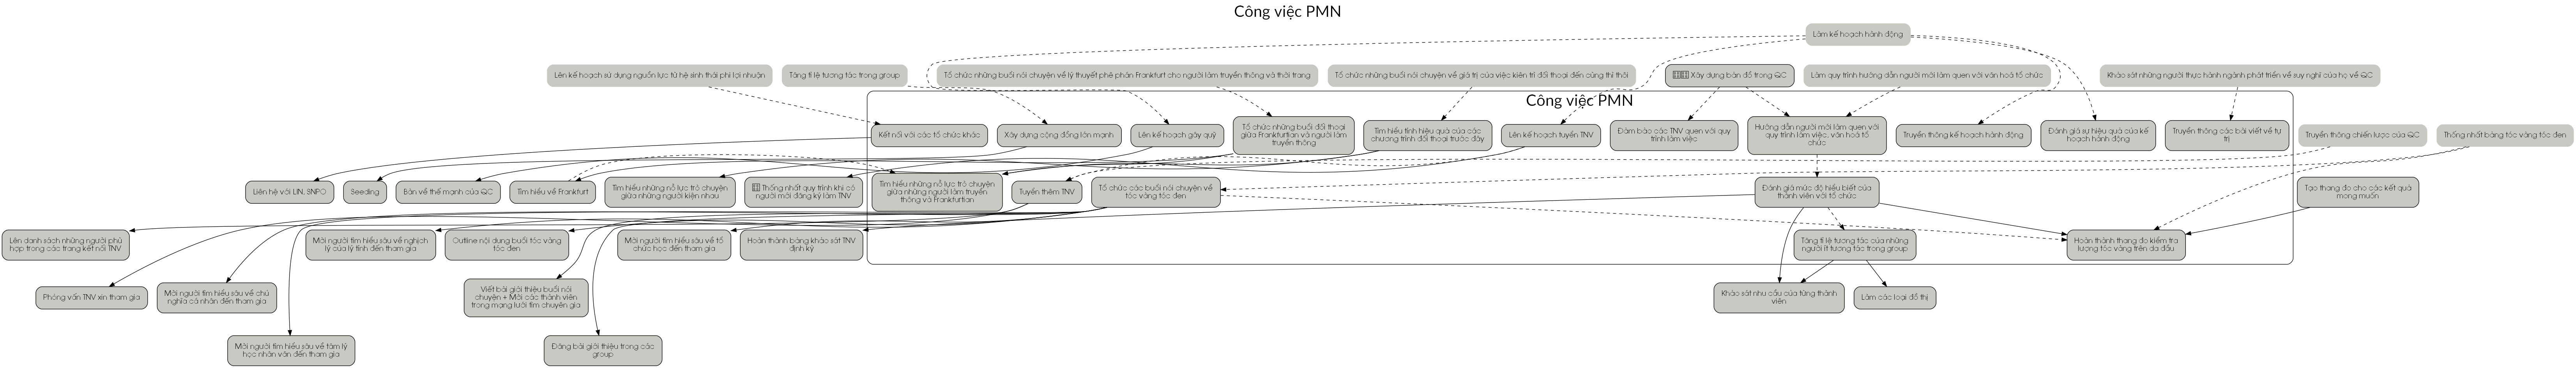 Công việc PMN
Làm kế hoạch hành động
Lên kế hoạch sử dụng nguồn lực từ hệ sinh thái phi lợi nhuận
Tăng tỉ lệ tương tác trong group
Tổ chức những buổi nói chuyện về lý thuyết phê phán Frankfurt cho người làm truyền thông và thời trang
Tổ chức những buổi nói chuyện về giá trị của việc kiên trì đối thoại đến cùng thì thôi
Xây dựng bản đồ trong QC
Làm quy trình hướng dẫn người mới làm quen với văn hoá tổ chức
Khảo sát những người thực hành ngành phát triển về suy nghĩ của họ về QC
Công việc PMN
Kết nối với các tổ chức khác
Xây dựng cộng đồng lớn mạnh
Lên kế hoạch gây quỹ
Tổ chức những buổi đối thoại
giữa Frankfurtian và người làm
truyền thông
Tìm hiểu tính hiệu quả của các
chương trình đối thoại trước đây
Lên kế hoạch tuyển TNV
Đảm bảo các TNV quen với quy
trình làm việc
Hướng dẫn người mới làm quen với
quy trình làm việc, văn hoá tổ
chức
Truyền thông kế hoạch hành động
Đánh giá sự hiệu quả của kế
hoạch hành động
Truyền thông các bài viết về tự
trị
Truyền thông chiến lược của QC
Thống nhất bảng tóc vàng tóc đen
Liên hệ với LIN, SNPO
Seeding
Bàn về thế mạnh của QC
Tìm hiểu về Frankfurt
Tìm hiểu những nỗ lực trò chuyện
giữa những người kiện nhau
Thống nhất quy trình khi có
người mới đăng ký làm TNV
Tìm hiểu những nỗ lực trò chuyện
giữa những người làm truyền
thông và Frankfurtian
Tuyển thêm TNV
Tổ chức các buổi nói chuyện về
tóc vàng tóc đen
Đánh giá mức độ hiểu biết của
thành viên với tổ chức
Tạo thang đo cho các kết quả
mong muốn
Lên danh sách những người phù
hợp trong các trang kết nối TNV
Mời người tìm hiểu sâu về nghịch
lý của lý tính đến tham gia
Outline nội dung buổi tóc vàng
tóc đen
Mời người tìm hiểu sâu về tổ
chức học đến tham gia
Hoàn thành bảng khảo sát TNV
định kỳ
Tăng tỉ lệ tương tác của những
người ít tương tác trong group
Hoàn thành thang đo kiểm tra
lượng tóc vàng trên da đầu
Phỏng vấn TNV xin tham gia
Mời người tìm hiểu sâu về chủ
nghĩa cá nhân đến tham gia
Viết bài giới thiệu buổi nói
chuyện + Mời các thành viên
trong mạng lưới tìm chuyên gia
Khảo sát nhu cầu của từng thành
viên
Làm các loại đồ thị
Mời người tìm hiểu sâu về tâm lý
học nhân văn đến tham gia
Đăng bài giới thiệu trong các
group